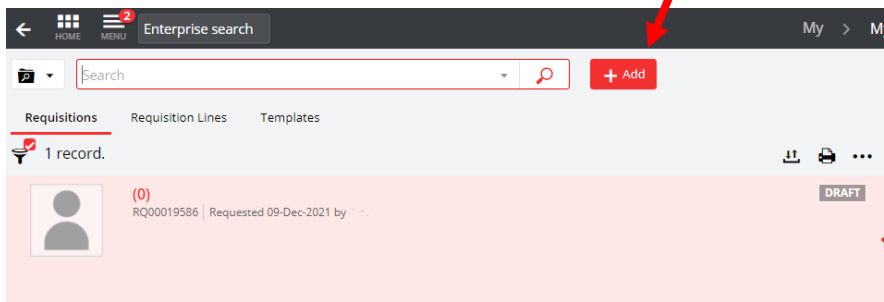 HOME MENU 2 Enterprise search My > My
Search + Add
Requisitions Requisition Lines Templates
1 record.
(0) DRAFT
RQ00019586 Requested 09-Dec-2021 by